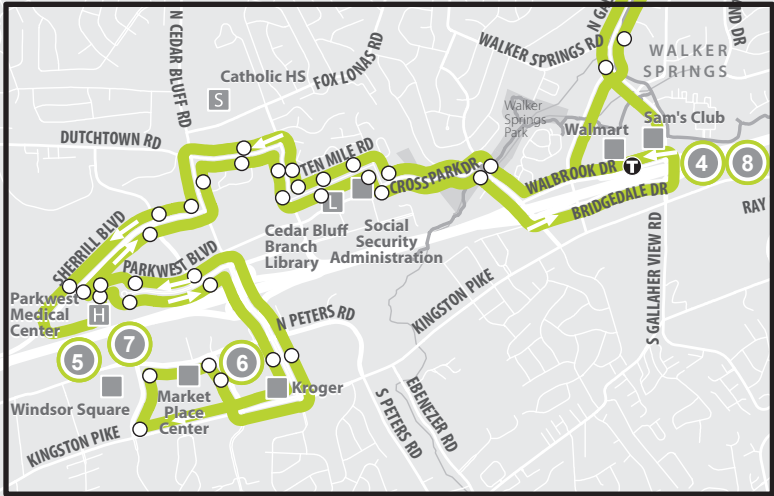 N GA
ND DR
N CEDAR BLUFF RD
WALKER SPRINGS RD
WALKER
SPRINGS
FOX LONAS RD
Catholic HS
S
Walker
Springs
Park
Sam's Club
Walmart
DUTCHTOWN RD
TEN MILE RD
CROSS PARK DR
T
4
8
WALBROOK DR
BRIDGEDALE DR
RAY
L
Cedar Bluff
Branch
Library
Social
Security
Administration
SHERRILL BLVD
PARKWEST BLVD
S GALLAHER VIEW RD
KINGSTON PIKE
Parkwest
Medical
Center
H
N PETERS RD
5
7
6
Windsor Square
Market
Place
Center
Kroger
S PETERS RD
EBENEZER RD
KINGSTON PIKE